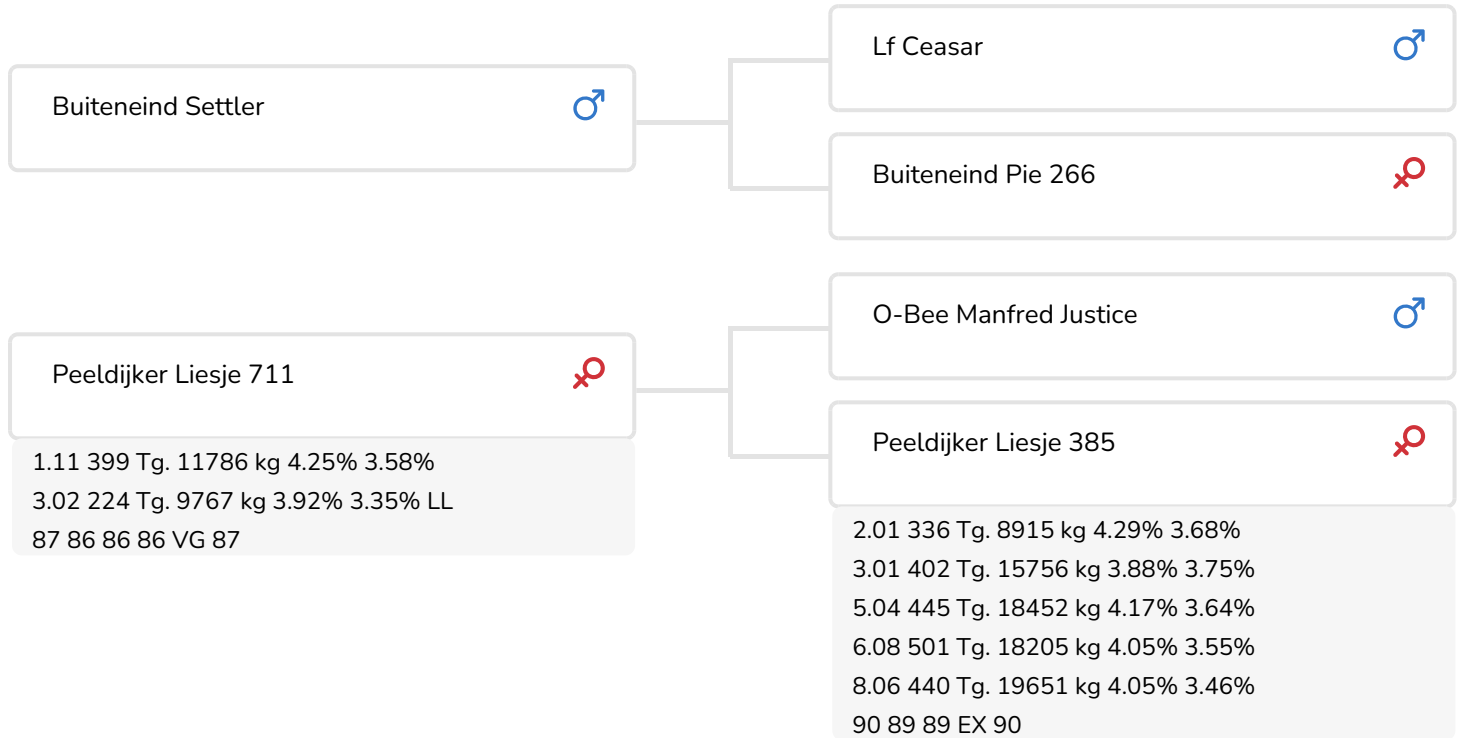 Lf Ceasar
Buiteneind Settler
Buiteneind Pie 266
O-Bee Manfred Justice
Peeldijker Liesje 711
1.11 399 Tg. 11786 kg 4.25% 3.58%
3.02 224 Tg. 9767 kg 3.92% 3.35% LL
87 86 86 86 VG 87
Peeldijker Liesje 385
2.01 336 Tg. 8915 kg 4.29% 3.68%
3.01 402 Tg. 15756 kg 3.88% 3.75%
5.04 445 Tg. 18452 kg 4.17% 3.64%
6.08 501 Tg. 18205 kg 4.05% 3.55%
8.06 440 Tg. 19651 kg 4.05% 3.46%
90 89 89 EX 90